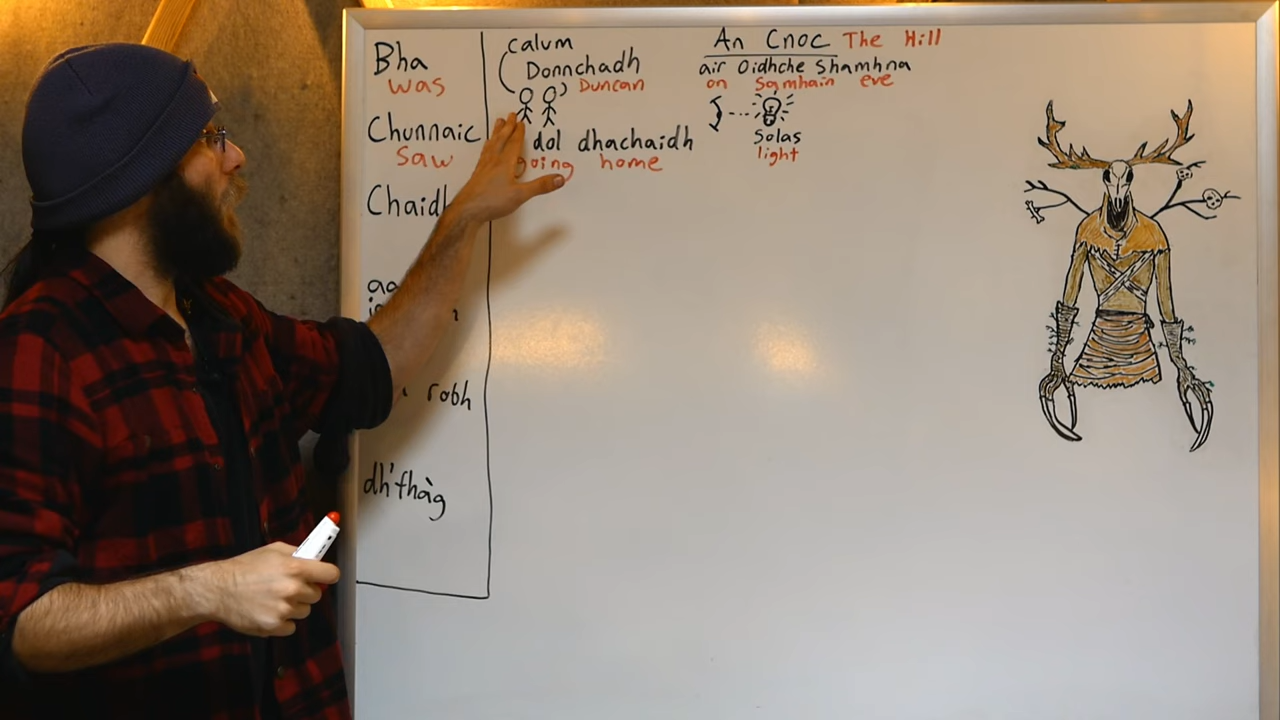 Bha
was
Chunnaic
Saw
robh
dh'fhàg
calum
Donnchadh
Duncan
dol dhachaidh
going home
An Cnoc The Hill
air Oidhche Shamhna
on Samhain eve
Solas
light